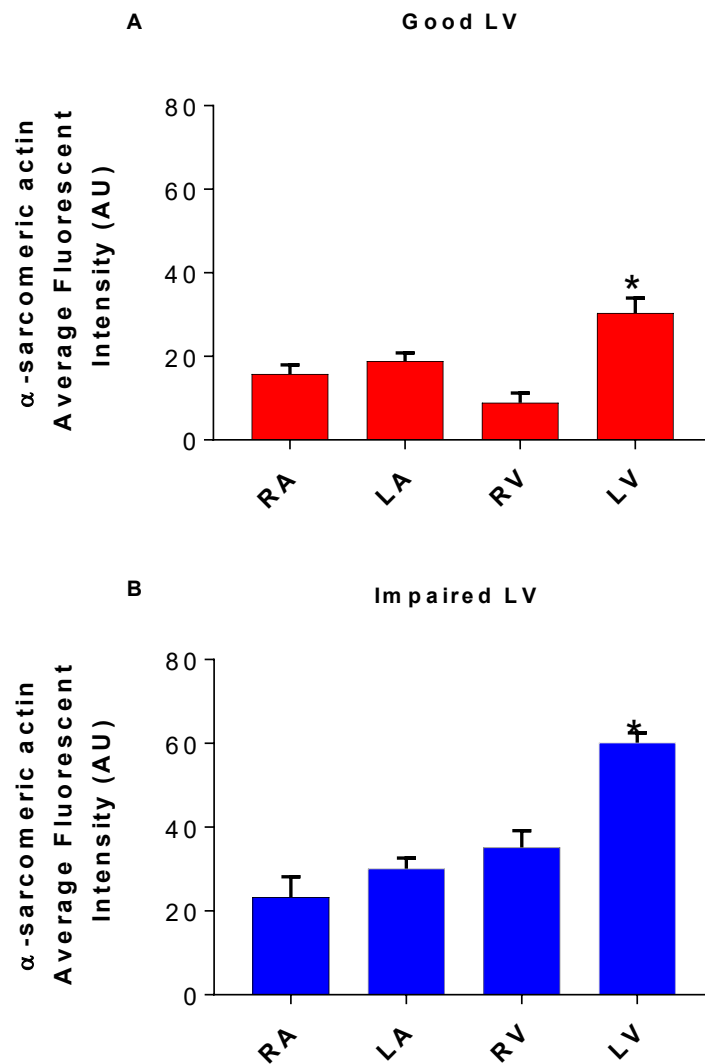 A
Good LV
α-sarcomeric actin
Average Fluorescent
Intensity (AU)
80
60
40
20
0
*
RA
LA
RV
LV
B
Impaired LV
α-sarcomeric actin
Average Fluorescent
Intensity (AU)
80
60
40
20
0
*
RA
LA
RV
LV